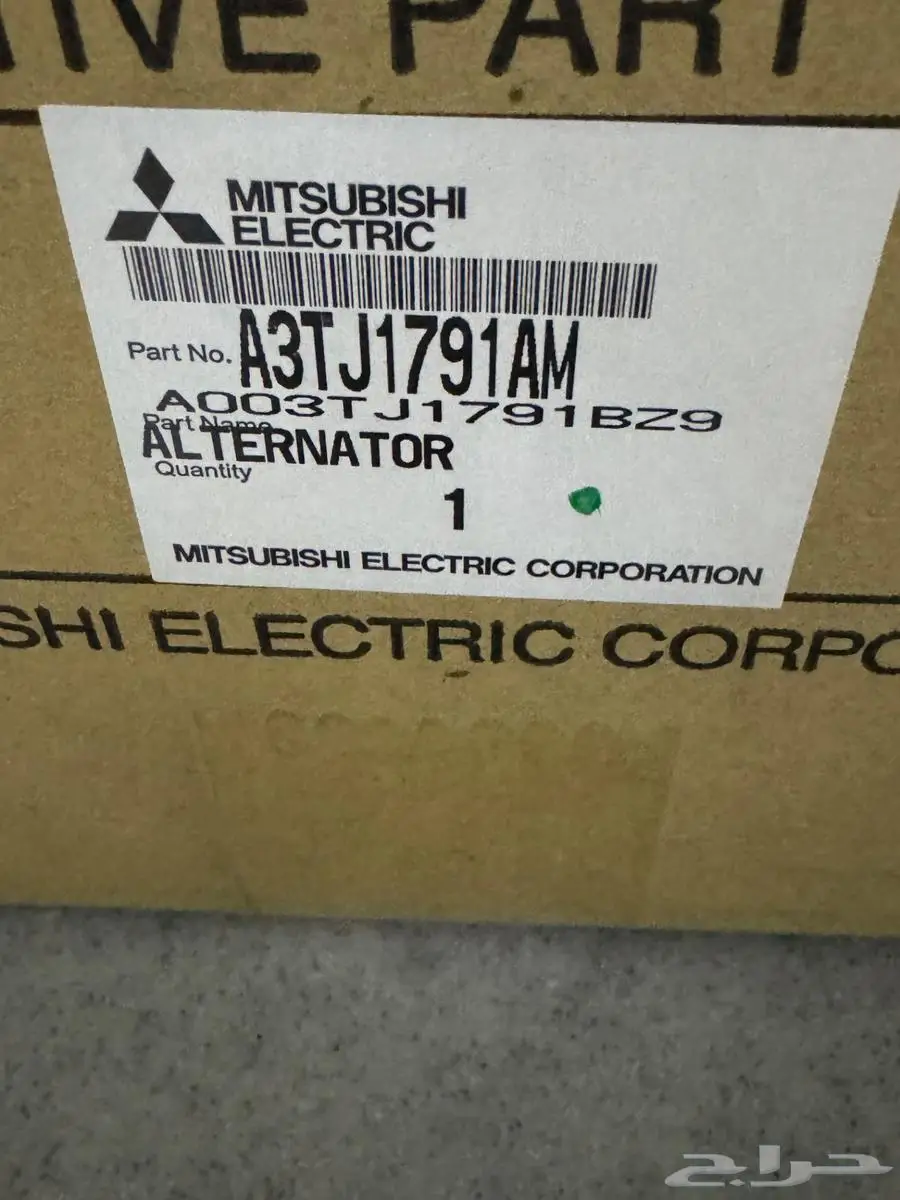 TIVE PART
MITSUBISHI
ELECTRIC
Part No. A3TJ1791AM
A003TJ1791BZ9
Part Name
ALTERNATOR
Quantity
1
MITSUBISHI ELECTRIC CORPORATION
SHI ELECTRIC CORPO
حراج